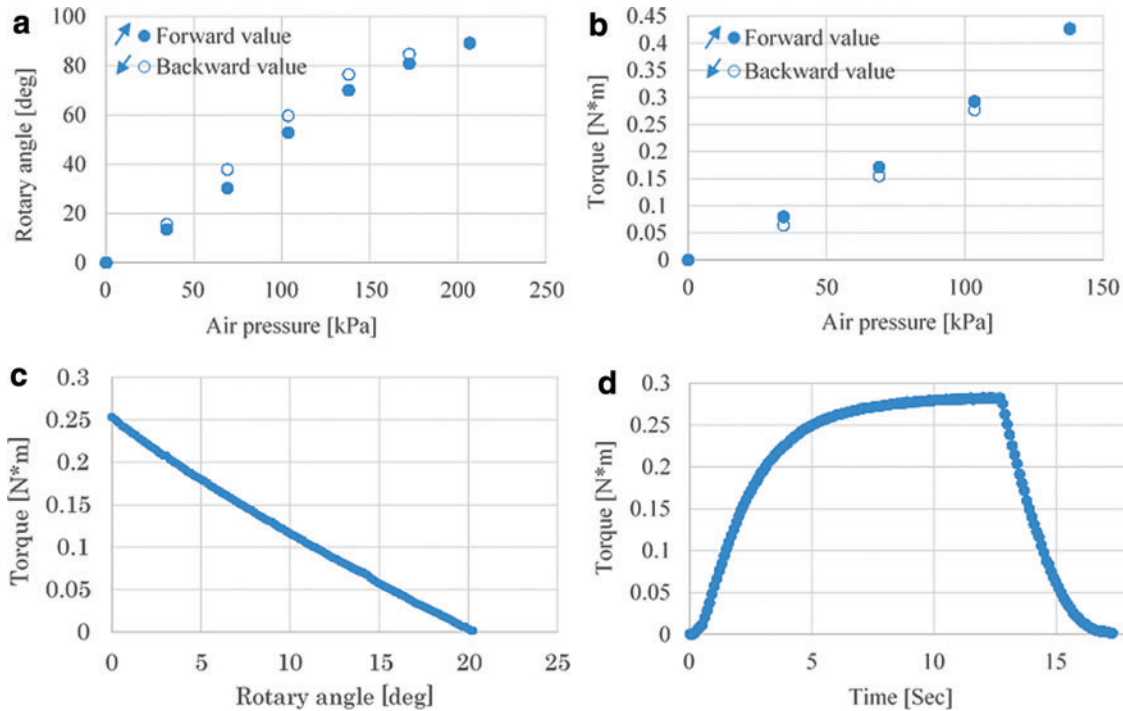 a
100
80
60
40
20
0
Rotary angle [deg]
Forward value
Backward value
0 50 100 150 200 250
Air pressure [kPa]
b
0.45
0.4
0.35
0.3
0.25
0.2
0.15
0.1
0.05
0
Torque [N*m]
Forward value
Backward value
0 50 100 150
Air pressure [kPa]
c
0.3
0.25
0.2
0.15
0.1
0.05
0
Torque [N*m]
0 5 10 15 20 25
Rotary angle [deg]
d
0.3
0.25
0.2
0.15
0.1
0.05
0
Torque [N*m]
0 5 10 15
Time [Sec]